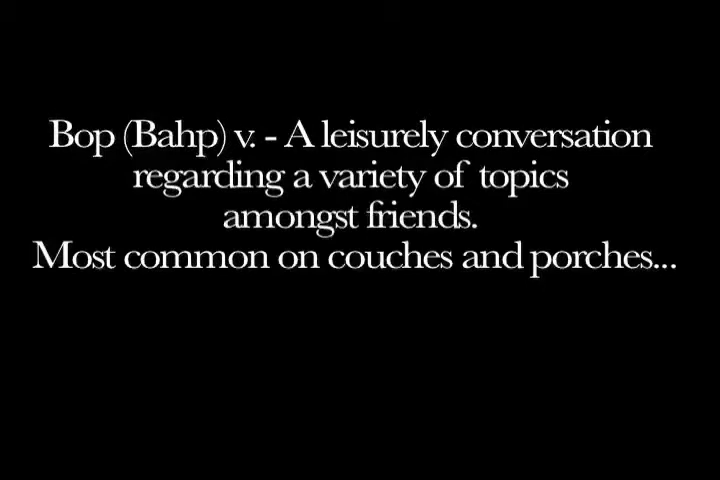 Bop (Bahp) v. - A leisurely conversation
regarding a variety of topics
amongst friends.
Most common on couches and porches...